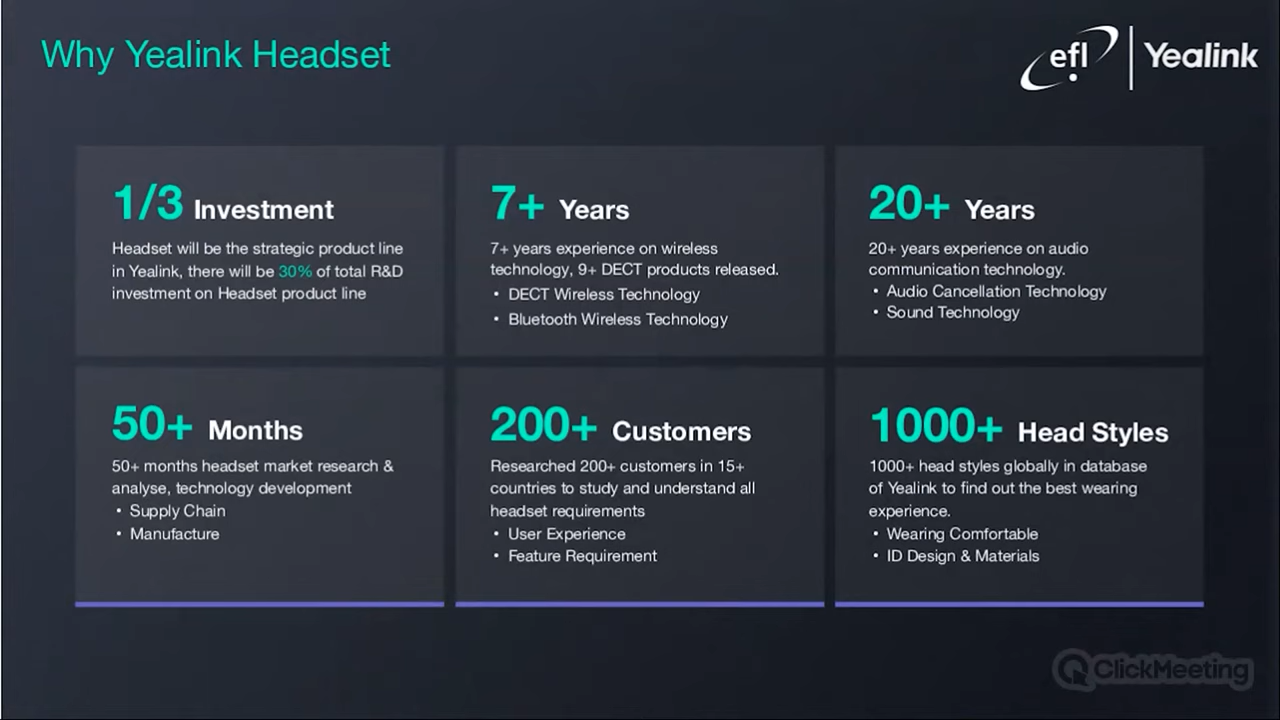 Why Yealink Headset
efl | Yealink
1/3 Investment
Headset will be the strategic product line
in Yealink, there will be 30% of total R&D
investment on Headset product line
7+ Years
7+ years experience on wireless
technology, 9+ DECT products released.
• DECT Wireless Technology
• Bluetooth Wireless Technology
20+ Years
20+ years experience on audio
communication technology.
• Audio Cancellation Technology
• Sound Technology
50+ Months
50+ months headset market research &
analyse, technology development
• Supply Chain
• Manufacture
200+ Customers
Researched 200+ customers in 15+
countries to study and understand all
headset requirements
• User Experience
• Feature Requirement
1000+ Head Styles
1000+ head styles globally in database
of Yealink to find out the best wearing
experience.
• Wearing Comfortable
• ID Design & Materials
ClickMeeting